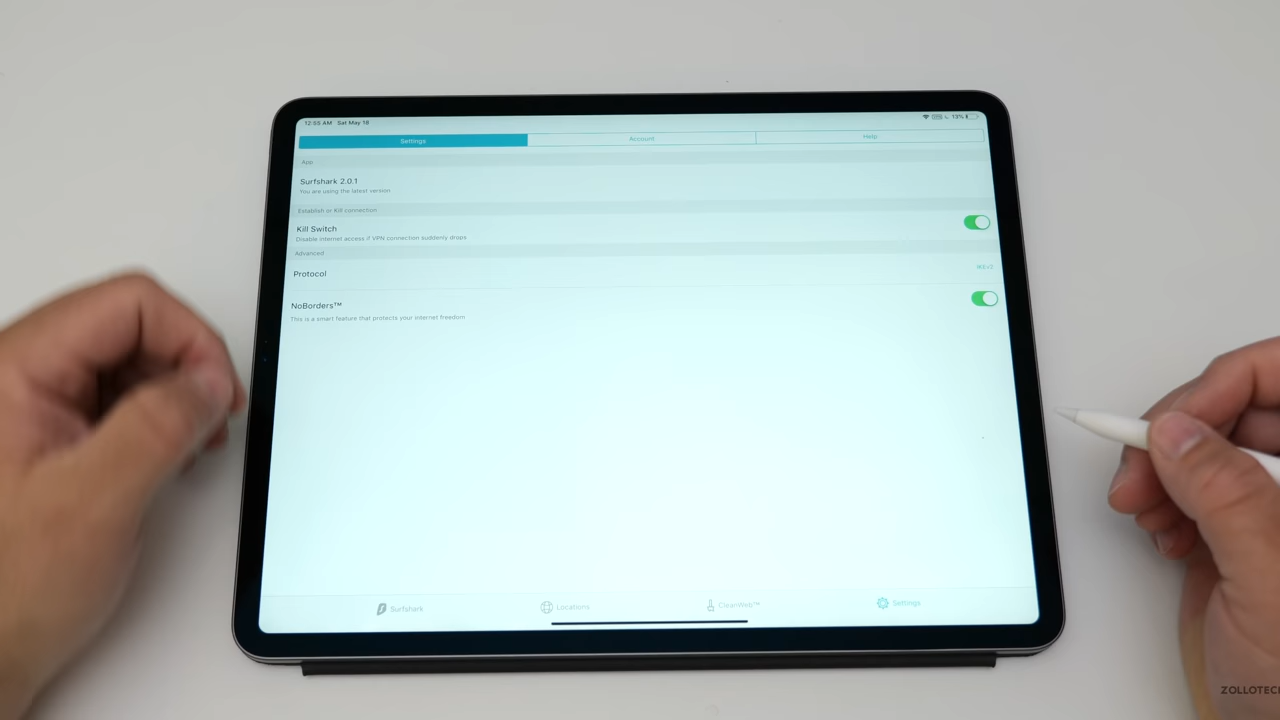 12:55 AM Sat May 18
VPN 13%
Settings Account Help
App
Surfshark 2.0.1
You are using the latest version
Establish or Kill connection
Kill Switch
Disable internet access if VPN connection suddenly drops
Advanced
Protocol IKEv2
NoBorders™
This is a smart feature that protects your internet freedom
Surfshark Locations CleanWeb™ Settings
ZOLLOTECH